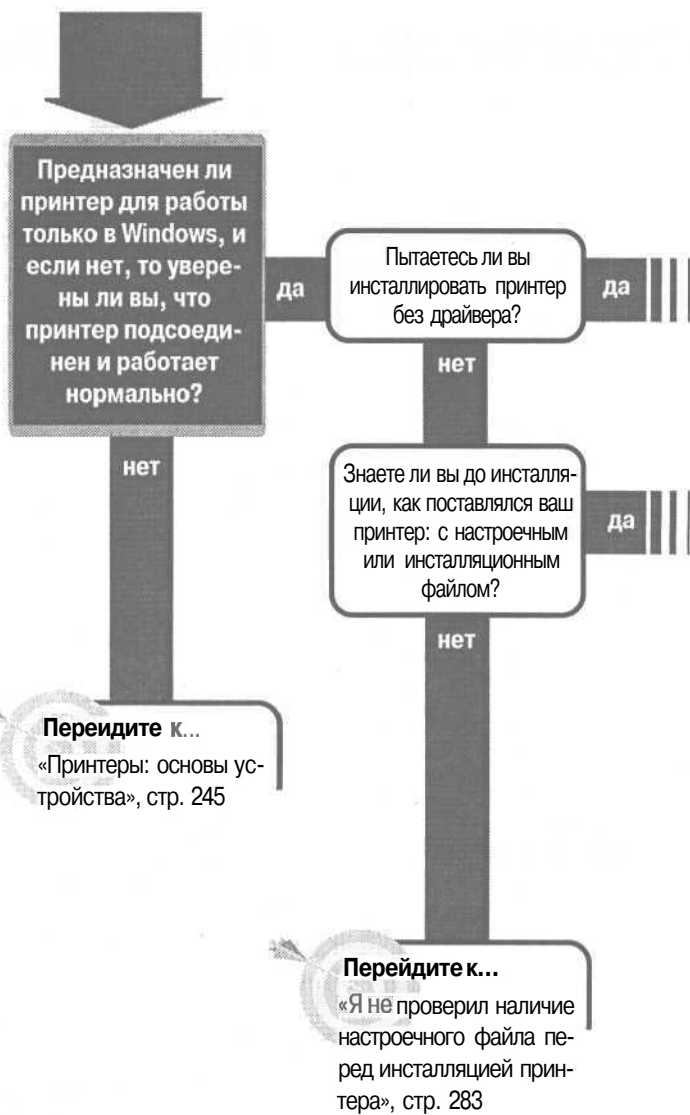 Предназначен ли
принтер для работы
только в Windows, и
если нет, то увере-
ны ли вы, что
принтер подсоеди-
нен и работает
нормально?
да
Пытаетесь ли вы
инсталлировать принтер
без драйвера?
да
нет
нет
Знаете ли вы до инсталля-
ции, как поставлялся ваш
принтер: с настроечным
или инсталляционным
файлом?
да
нет
Переидите к...
«Принтеры: основы ус-
тройства», стр. 245
Перейдите к...
«Я не проверил наличие
настроечного файла пе-
ред инсталляцией прин-
тера», стр. 283